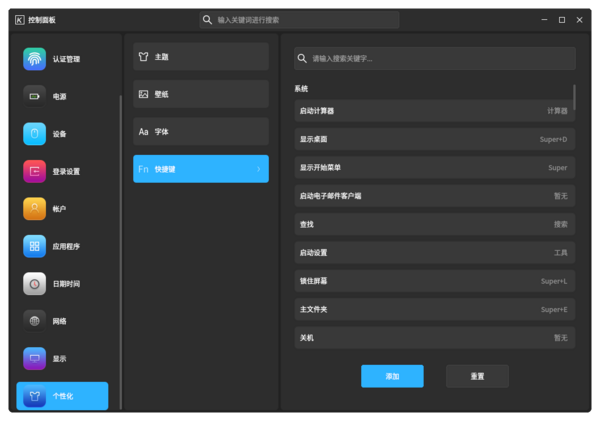 K 控制面板
输入关键词进行搜索
认证管理
电源
设备
登录设置
帐户
应用程序
日期时间
网络
显示
个性化
主题
壁纸
Aa 字体
Fn 快捷键
请输入搜索关键字...
系统
启动计算器 计算器
显示桌面 Super+D
显示开始菜单 Super
启动电子邮件客户端 暂无
查找 搜索
启动设置 工具
锁住屏幕 Super+L
主文件夹 Super+E
关机 暂无
添加 重置